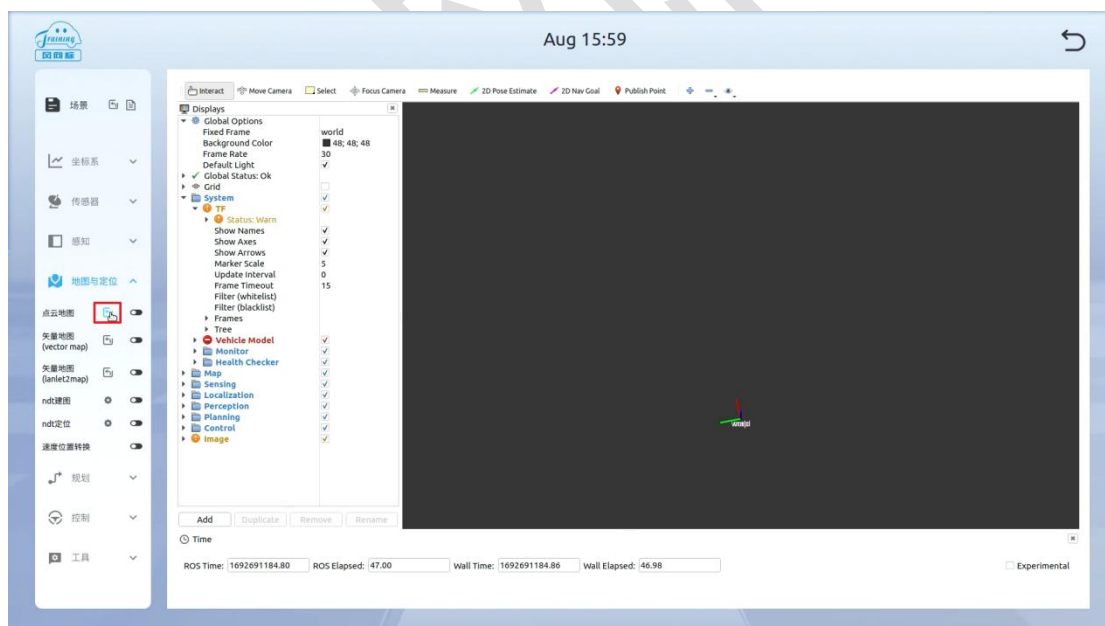 Training
风向标
Aug 15:59
场景
坐标系
传感器
感知
地图与定位
点云地图
矢量地图
(vector map)
矢量地图
(lanlet2map)
ndt建图
ndt定位
速度位置转换
规划
控制
工具
Interact Move Camera Select Focus Camera Measure 2D Pose Estimate 2D Nav Goal Publish Point
Displays
Global Options
Fixed Frame world
Background Color 48; 48; 48
Frame Rate 30
Default Light
Global Status: Ok
Grid
System
TF
Status: Warn
Show Names
Show Axes
Show Arrows
Marker Scale 5
Update Interval 0
Frame Timeout 15
Filter (whitelist)
Filter (blacklist)
Frames
Tree
Vehicle Model
Monitor
Health Checker
Map
Sensing
Localization
Perception
Planning
Control
Image
Add Duplicate Remove Rename
world
Time
ROS Time: 1692691184.80 ROS Elapsed: 47.00 Wall Time: 1692691184.86 Wall Elapsed: 46.98 Experimental